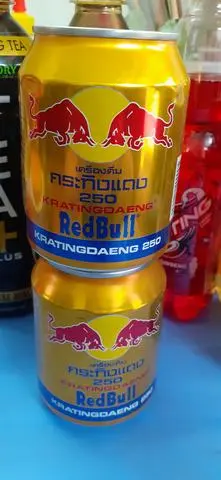 G TEA
เครื่องดื่ม
กระทิงแดง
250
KRATINGDAENG
RedBull
KRATINGDAENG 250
PLUS
TING
เครื่องดื่ม
กระทิงแดง
250
KRATINGDAENG
RedBull
KRATINGDAENG 250